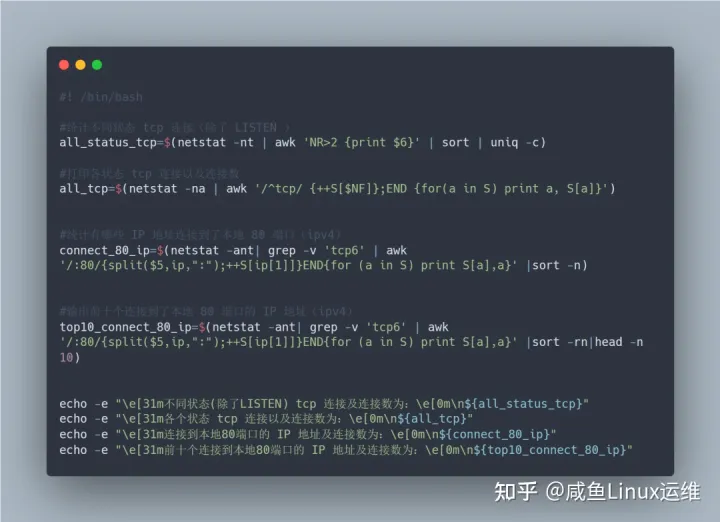 #! /bin/bash
#统计不同状态 tcp 连接（除了 LISTEN ）
all_status_tcp=$(netstat -nt | awk 'NR>2 {print $6}' | sort | uniq -c)
#打印各状态 tcp 连接以及连接数
all_tcp=$(netstat -na | awk '/^tcp/ {++S[$NF]};END {for(a in S) print a, S[a]}')
#统计有哪些 IP 地址连接到了本地 80 端口（ipv4）
connect_80_ip=$(netstat -ant| grep -v 'tcp6' | awk
'/:80/{split($5,ip,":");++S[ip[1]]}END{for (a in S) print S[a],a}' |sort -n)
#输出前十个连接到了本地 80 端口的 IP 地址（ipv4）
top10_connect_80_ip=$(netstat -ant| grep -v 'tcp6' | awk
'/:80/{split($5,ip,":");++S[ip[1]]}END{for (a in S) print S[a],a}' |sort -rn|head -n
10)
echo -e "\e[31m不同状态(除了LISTEN) tcp 连接及连接数为：\e[0m\n${all_status_tcp}"
echo -e "\e[31m各个状态 tcp 连接以及连接数为：\e[0m\n${all_tcp}"
echo -e "\e[31m连接到本地80端口的 IP 地址及连接数为：\e[0m\n${connect_80_ip}"
echo -e "\e[31m前十个连接到本地80端口的 IP 地址及连接数为：\e[0m\n${top10_connect_80_ip}"
知乎 @咸鱼Linux运维